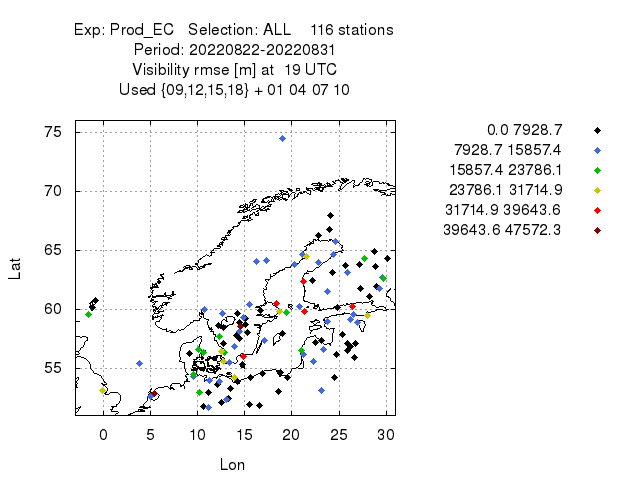 Exp: Prod_EC Selection: ALL 116 stations
Period: 20220822-20220831
Visibility rmse [m] at 19 UTC
Used {09,12,15,18} + 01 04 07 10
0.0 7928.7
7928.7 15857.4
15857.4 23786.1
23786.1 31714.9
31714.9 39643.6
39643.6 47572.3
75
70
65
60
55
Lat
0 5 10 15 20 25 30
Lon